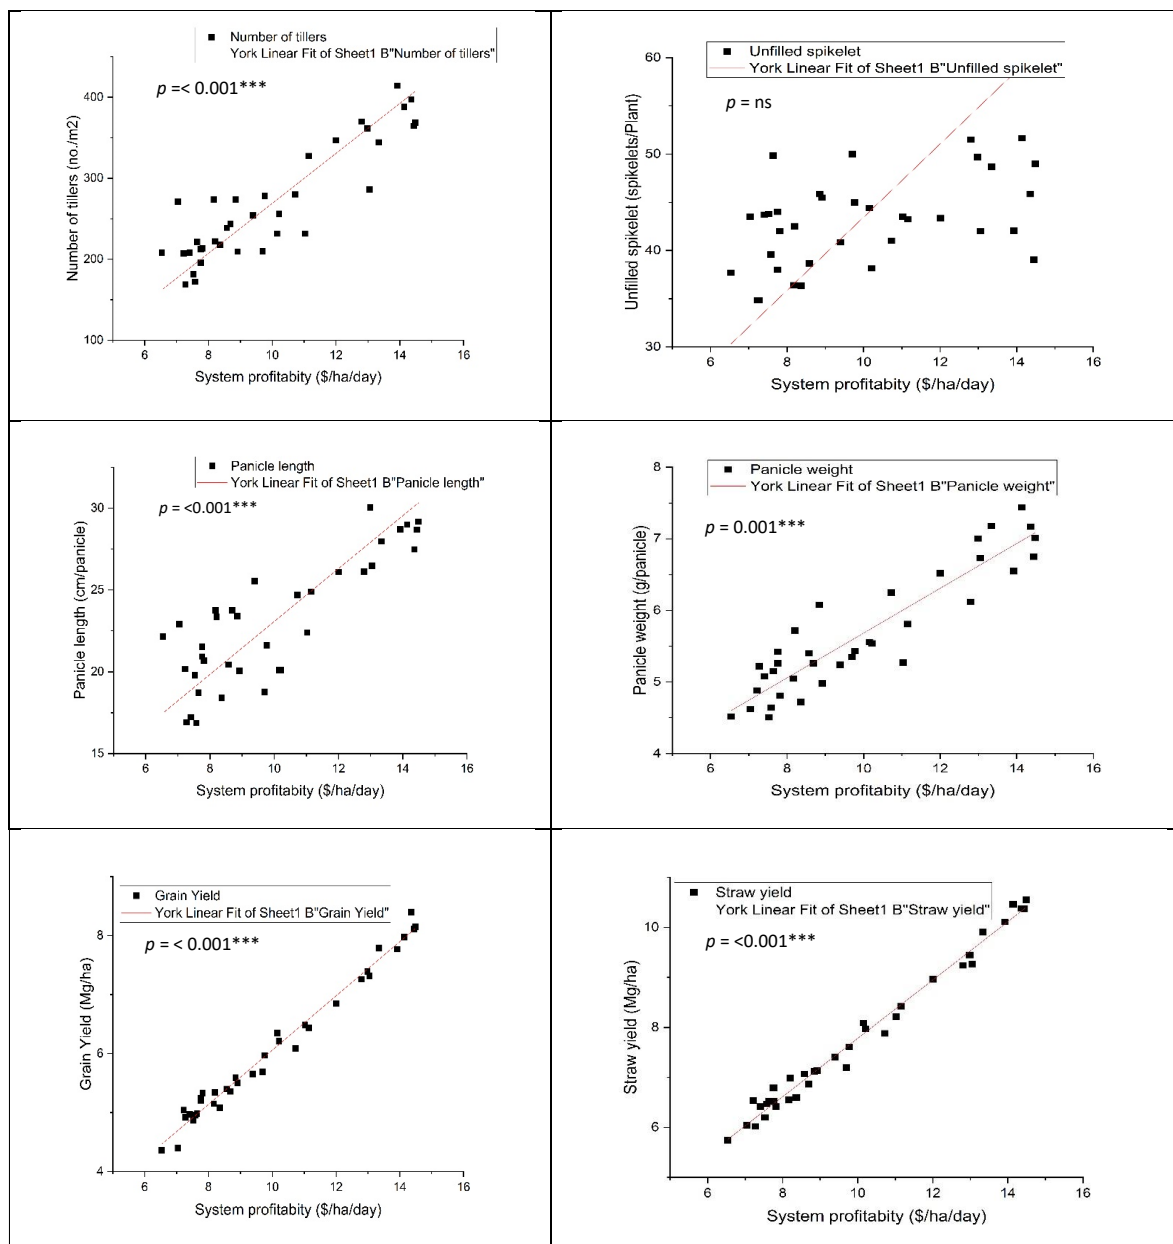 Number of tillers
York Linear Fit of Sheet1 B"Number of tillers"
p =< 0.001***
400
300
200
100
Number of tillers (no./m2)
6 8 10 12 14 16
System profitabity ($/ha/day)
Unfilled spikelet
York Linear Fit of Sheet1 B"Unfilled spikelet"
p = ns
60
50
40
30
Unfilled spikelet (spikelets/Plant)
6 8 10 12 14 16
System profitabity ($/ha/day)
Panicle length
York Linear Fit of Sheet1 B"Panicle length"
p = <0.001***
30
25
20
15
Panicle length (cm/panicle)
6 8 10 12 14 16
System profitabity ($/ha/day)
Panicle weight
York Linear Fit of Sheet1 B"Panicle weight"
p = 0.001***
8
7
6
5
4
Panicle weight (g/panicle)
6 8 10 12 14 16
System profitabity ($/ha/day)
Grain Yield
York Linear Fit of Sheet1 B"Grain Yield"
p = < 0.001***
8
6
4
Grain Yield (Mg/ha)
6 8 10 12 14 16
System profitabity ($/ha/day)
Straw yield
York Linear Fit of Sheet1 B"Straw yield"
p = <0.001***
10
8
6
Straw yield (Mg/ha)
6 8 10 12 14 16
System profitabity ($/ha/day)